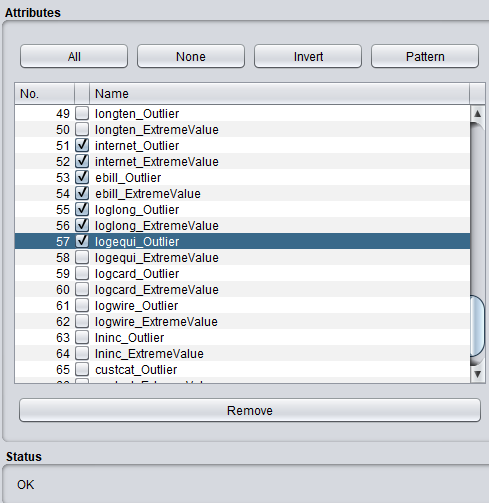 Attributes
All None Invert Pattern
No. Name
49 longten_Outlier
50 longten_ExtremeValue
51 internet_Outlier
52 internet_ExtremeValue
53 ebill_Outlier
54 ebill_ExtremeValue
55 loglong_Outlier
56 loglong_ExtremeValue
57 logequi_Outlier
58 logequi_ExtremeValue
59 logcard_Outlier
60 logcard_ExtremeValue
61 logwire_Outlier
62 logwire_ExtremeValue
63 lninc_Outlier
64 lninc_ExtremeValue
65 custcat_Outlier
Remove
Status
OK